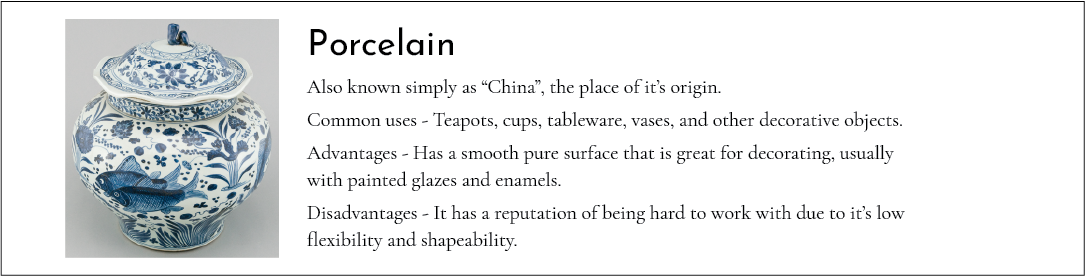 Porcelain
Also known simply as “China”, the place of it’s origin.
Common uses - Teapots, cups, tableware, vases, and other decorative objects.
Advantages - Has a smooth pure surface that is great for decorating, usually
with painted glazes and enamels.
Disadvantages - It has a reputation of being hard to work with due to it’s low
flexibility and shapeability.